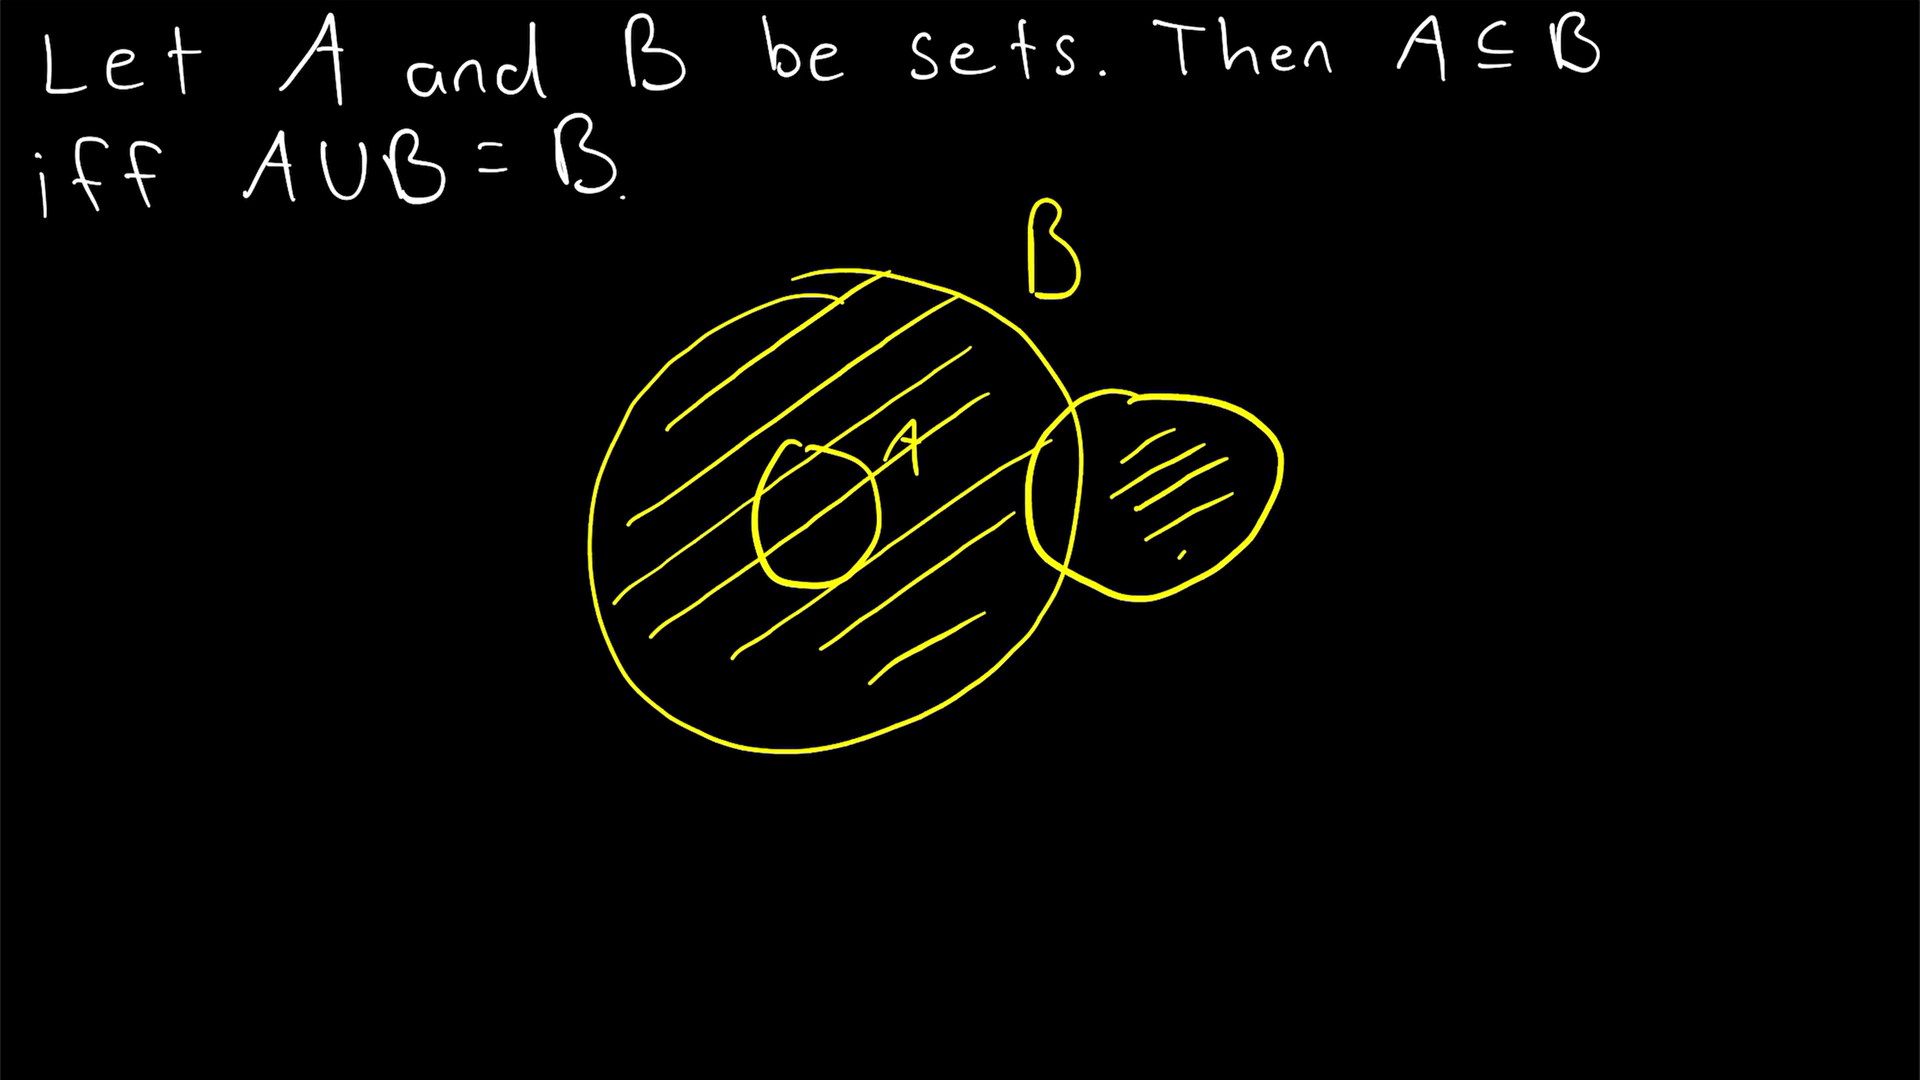 Let A and B be sets. Then A ⊆ B
iff A∪B = B.
B
A